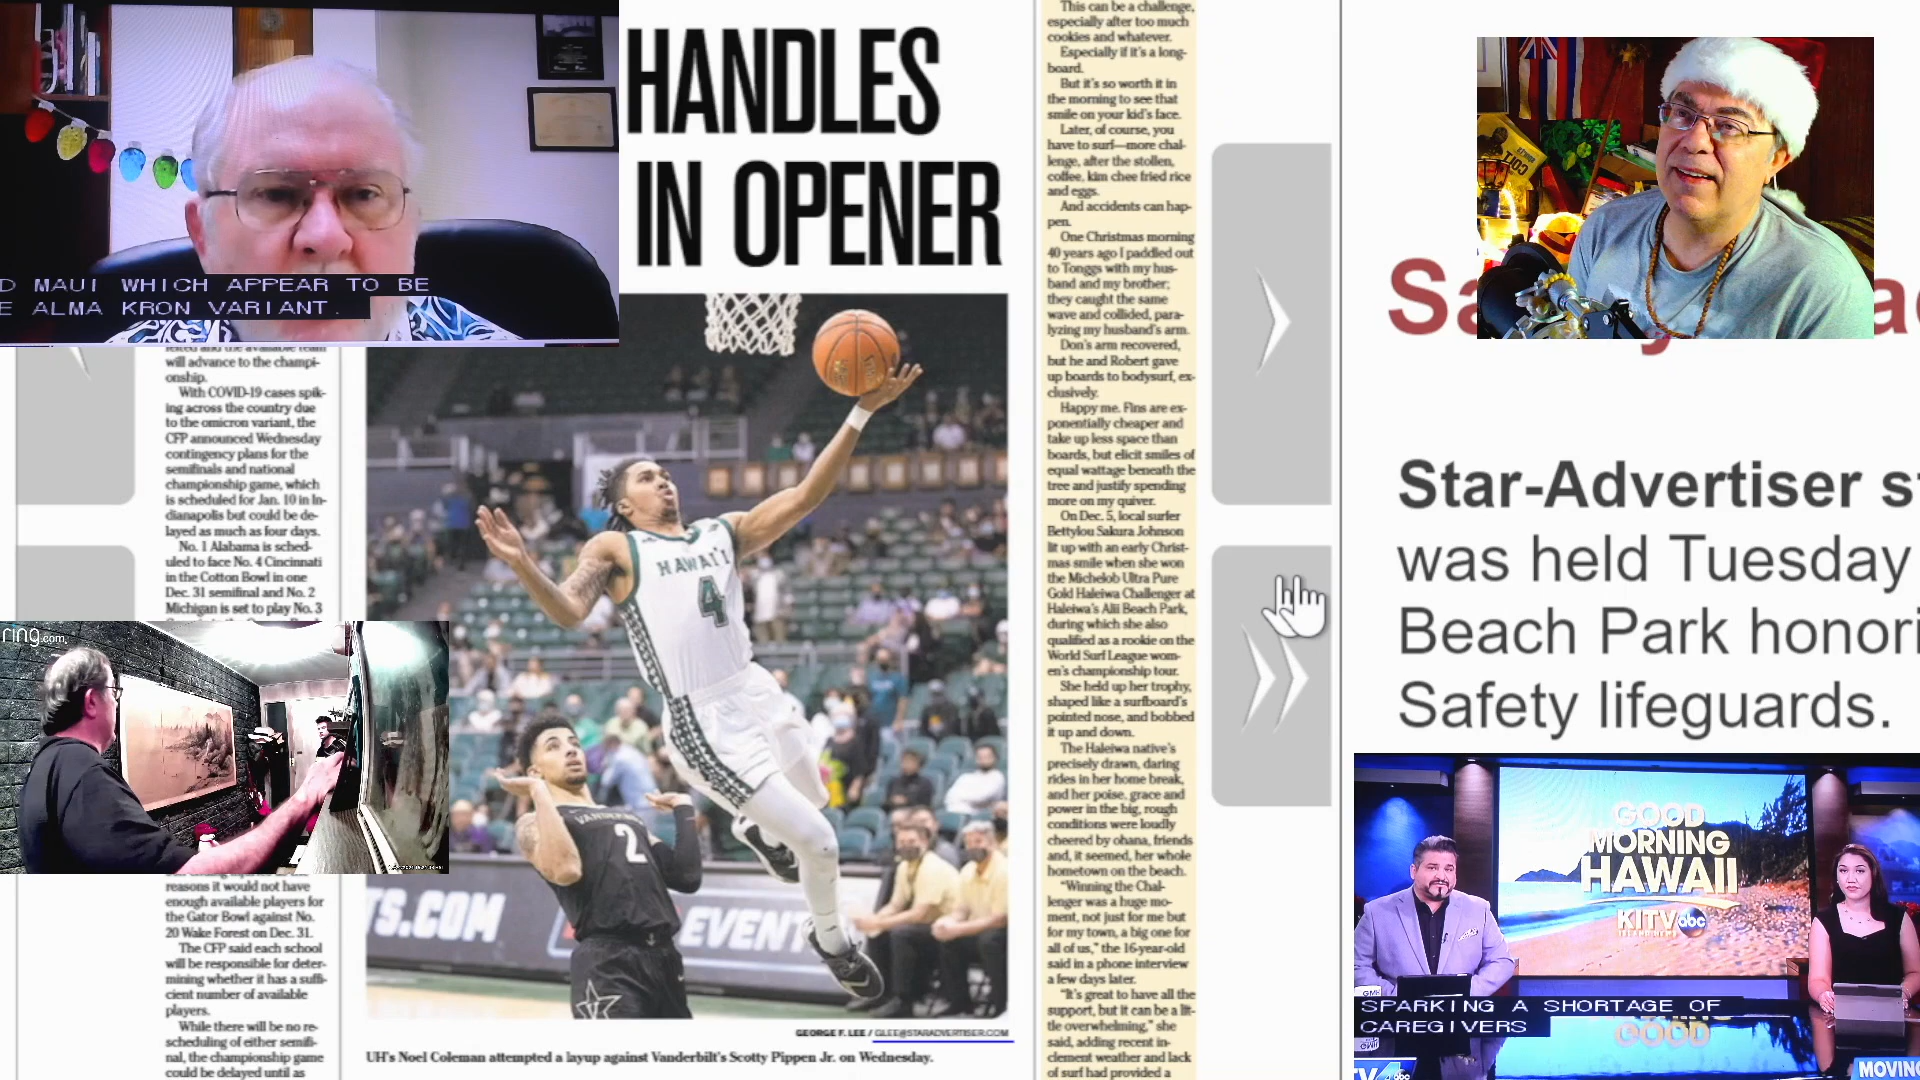 D MAUI WHICH APPEAR TO BE
E ALMA KRON VARIANT.
HANDLES
IN OPENER
will advance to the champi-
onship.
With COVID-19 cases spik-
ing across the country due
to the omicron variant, the
CFP announced Wednesday
contingency plans for the
semifinals and national
championship game, which
is scheduled for Jan. 10 in In-
dianapolis but could be de-
layed as much as four days.
No. 1 Alabama is sched-
uled to face No. 4 Cincinnati
in the Cotton Bowl in one
Dec. 31 semifinal and No. 2
Michigan is set to play No. 3
ring.com
reasons it would not have
enough available players for
the Gator Bowl against No.
20 Wake Forest on Dec. 31.
The CFP said each school
will be responsible for deter-
mining whether it has a suffi-
cient number of available
players.
While there will be no re-
scheduling of either semifi-
nal, the championship game
could be delayed until as
HAWAI'I
4
VANDERBILT
2
TS.COM
EVENT
GEORGE F. LEE / GLEE@STARADVERTISER.COM
UH's Noel Coleman attempted a layup against Vanderbilt's Scotty Pippen Jr. on Wednesday.
This can be a challenge,
especially after too much
cookies and whatever.
Especially if it's a long-
board.
But it's so worth it in
the morning to see that
smile on your kid's face.
Later, of course, you
have to surf—more chal-
lenge, after the stollen,
coffee, kim chee fried rice
and eggs.
And accidents can hap-
pen.
One Christmas morning
40 years ago I paddled out
to Tonggs with my hus-
band and my brother;
they caught the same
wave and collided, para-
lyzing my husband's arm.
Don's arm recovered,
but he and Robert gave
up boards to bodysurf, ex-
clusively.
Happy me. Fins are ex-
ponentially cheaper and
take up less space than
boards, but elicit smiles of
equal wattage beneath the
tree and justify spending
more on my quiver.
On Dec. 5, local surfer
Bettylou Sakura Johnson
lit up with an early Christ-
mas smile when she won
the Michelob Ultra Pure
Gold Haleiwa Challenger at
Haleiwa's Alii Beach Park,
during which she also
qualified as a rookie on the
World Surf League wom-
en's championship tour.
She held up her trophy,
shaped like a surfboard's
pointed nose, and bobbed
it up and down.
The Haleiwa native's
precisely drawn, daring
rides in her home break,
and her poise, grace and
power in the big, rough
conditions were loudly
cheered by ohana, friends
and, it seemed, her whole
hometown on the beach.
"Winning the Chal-
lenger was a huge mo-
ment, not just for me but
for my town, a big one for
all of us," the 16-year-old
said in a phone interview
a few days later.
"It's great to have all the
support, but it can be a lit-
tle overwhelming," she
said, adding recent in-
clement weather and lack
of surf had provided a
Star-Advertiser st
was held Tuesday
Beach Park honori
Safety lifeguards.
GOOD
MORNING
HAWAII
KITV abc
ISLAND NEWS
SPARKING A SHORTAGE OF
CAREGIVERS
MOVING